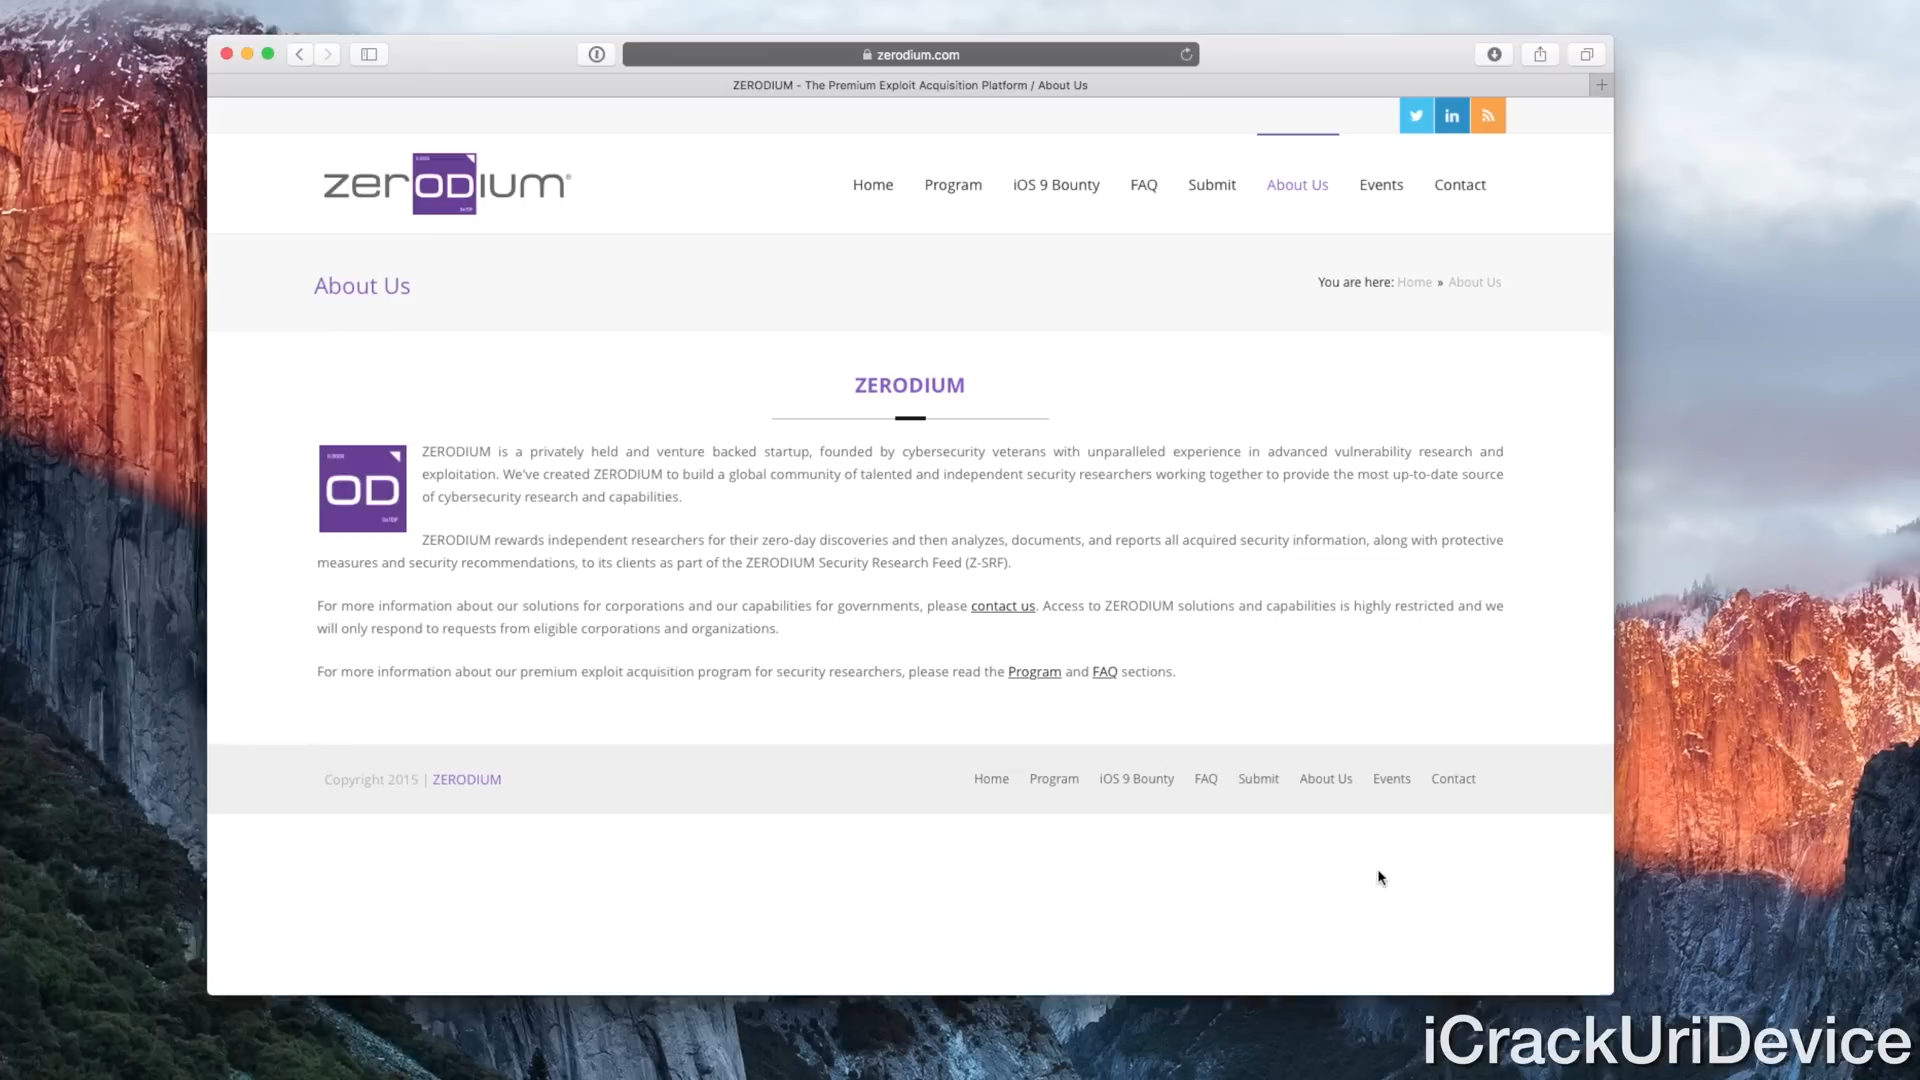 zerodium.com
ZERODIUM - The Premium Exploit Acquisition Platform / About Us
zerodium®
Home Program iOS 9 Bounty FAQ Submit About Us Events Contact
About Us
You are here: Home » About Us
ZERODIUM
OD
ZERODIUM is a privately held and venture backed startup, founded by cybersecurity veterans with unparalleled experience in advanced vulnerability research and
exploitation. We've created ZERODIUM to build a global community of talented and independent security researchers working together to provide the most up-to-date source
of cybersecurity research and capabilities.
ZERODIUM rewards independent researchers for their zero-day discoveries and then analyzes, documents, and reports all acquired security information, along with protective
measures and security recommendations, to its clients as part of the ZERODIUM Security Research Feed (Z-SRF).
For more information about our solutions for corporations and our capabilities for governments, please contact us. Access to ZERODIUM solutions and capabilities is highly restricted and we
will only respond to requests from eligible corporations and organizations.
For more information about our premium exploit acquisition program for security researchers, please read the Program and FAQ sections.
Copyright 2015 | ZERODIUM
Home Program iOS 9 Bounty FAQ Submit About Us Events Contact
iCrackUriDevice